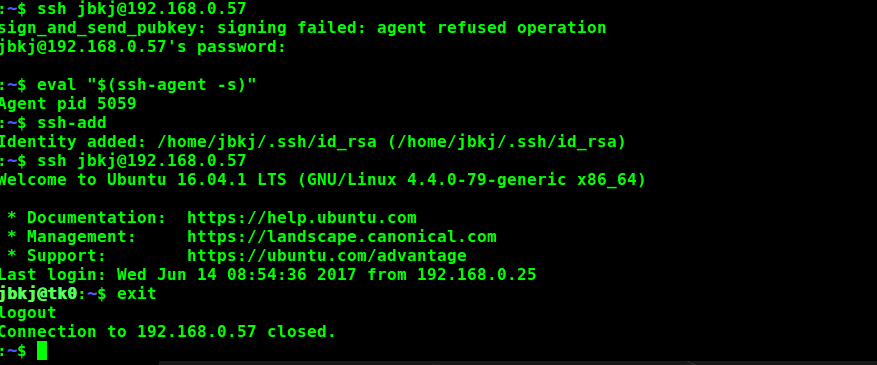 :~$ ssh jbkj@192.168.0.57
sign_and_send_pubkey: signing failed: agent refused operation
jbkj@192.168.0.57's password:
:~$ eval "$(ssh-agent -s)"
Agent pid 5059
:~$ ssh-add
Identity added: /home/jbkj/.ssh/id_rsa (/home/jbkj/.ssh/id_rsa)
:~$ ssh jbkj@192.168.0.57
Welcome to Ubuntu 16.04.1 LTS (GNU/Linux 4.4.0-79-generic x86_64)
* Documentation: https://help.ubuntu.com
* Management: https://landscape.canonical.com
* Support: https://ubuntu.com/advantage
Last login: Wed Jun 14 08:54:36 2017 from 192.168.0.25
jbkj@tk0:~$ exit
logout
Connection to 192.168.0.57 closed.
:~$